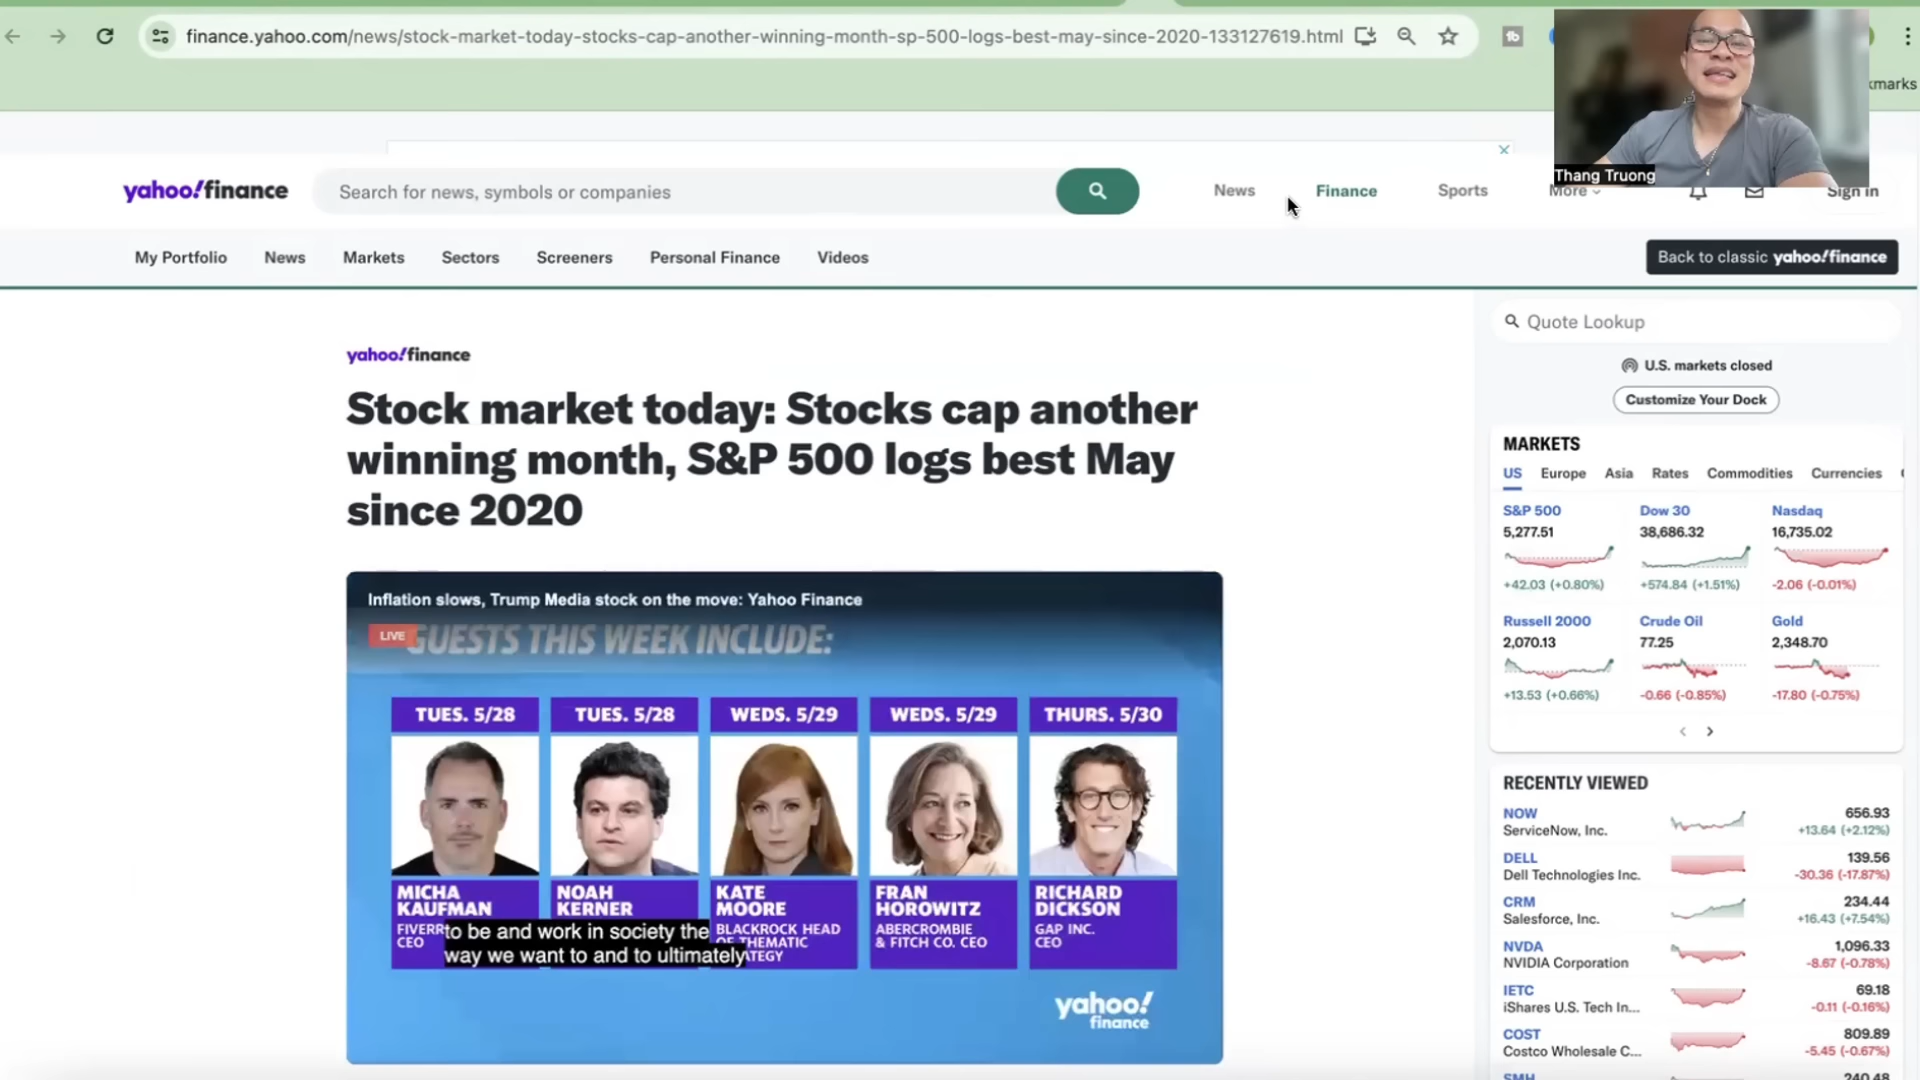 finance.yahoo.com/news/stock-market-today-stocks-cap-another-winning-month-sp-500-logs-best-may-since-2020-133127619.html
kmarks
Thang Truong
yahoo!finance
Search for news, symbols or companies
News
Finance
Sports
More
Sign in
My Portfolio
News
Markets
Sectors
Screeners
Personal Finance
Videos
Back to classic yahoo!finance
yahoo!finance
Stock market today: Stocks cap another
winning month, S&P 500 logs best May
since 2020
Inflation slows, Trump Media stock on the move: Yahoo Finance
LIVE
GUESTS THIS WEEK INCLUDE:
TUES. 5/28
TUES. 5/28
WEDS. 5/29
WEDS. 5/29
THURS. 5/30
MICHA
KAUFMAN
FIVERR
CEO
NOAH
KERNER
KATE
MOORE
BLACKROCK HEAD
OF THEMATIC
ATEGY
FRAN
HOROWITZ
ABERCROMBIE
& FITCH CO. CEO
RICHARD
DICKSON
GAP INC.
CEO
to be and work in society the
way we want to and to ultimately
yahoo!
finance
Quote Lookup
U.S. markets closed
Customize Your Dock
MARKETS
US Europe Asia Rates Commodities Currencies
S&P 500
5,277.51
+42.03 (+0.80%)
Dow 30
38,686.32
+574.84 (+1.51%)
Nasdaq
16,735.02
-2.06 (-0.01%)
Russell 2000
2,070.13
+13.53 (+0.66%)
Crude Oil
77.25
-0.66 (-0.85%)
Gold
2,348.70
-17.80 (-0.75%)
RECENTLY VIEWED
NOW 656.93
ServiceNow, Inc. +13.64 (+2.12%)
DELL 139.56
Dell Technologies Inc. -30.36 (-17.87%)
CRM 234.44
Salesforce, Inc. +16.43 (+7.54%)
NVDA 1,096.33
NVIDIA Corporation -8.67 (-0.78%)
IETC 69.18
iShares U.S. Tech In... -0.11 (-0.16%)
COST 809.89
Costco Wholesale C... -5.45 (-0.67%)
SMH 240.48